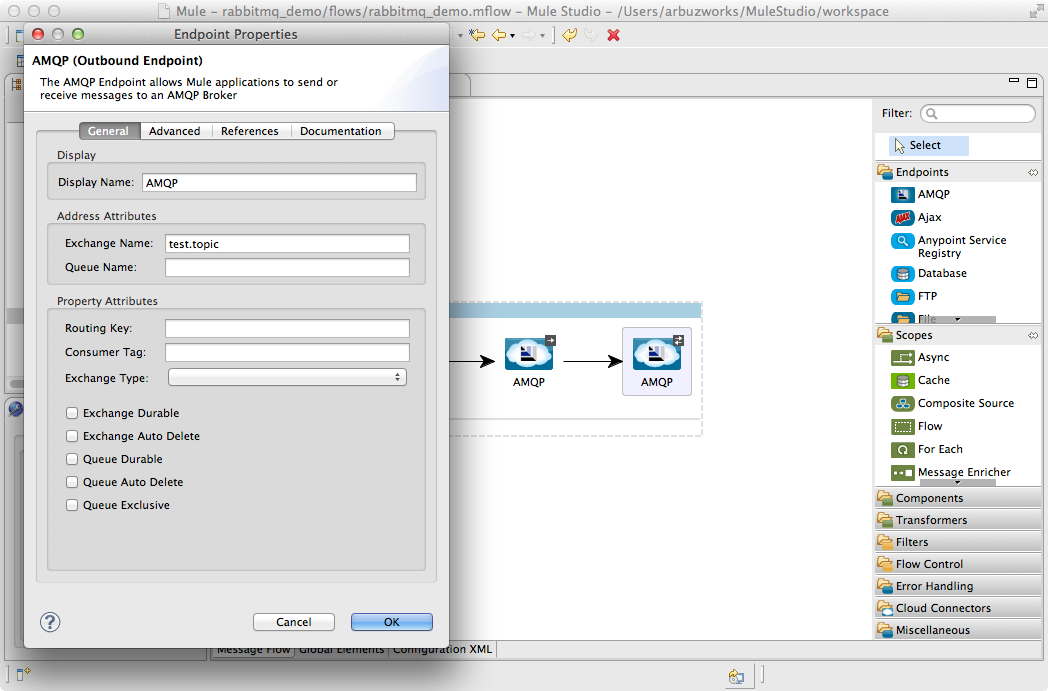 Mule – rabbitmq_demo/flows/rabbitmq_demo.mflow – Mule Studio – /Users/arbuzworks/MuleStudio/workspace
Endpoint Properties
AMQP (Outbound Endpoint)
The AMQP Endpoint allows Mule applications to send or
receive messages to an AMQP Broker
General Advanced References Documentation
Display
Display Name: AMQP
Address Attributes
Exchange Name: test.topic
Queue Name:
Property Attributes
Routing Key:
Consumer Tag:
Exchange Type:
Exchange Durable
Exchange Auto Delete
Queue Durable
Queue Auto Delete
Queue Exclusive
Cancel OK
AMQP AMQP
Filter:
Select
Endpoints
AMQP
Ajax
Anypoint Service
Registry
Database
FTP
File
Scopes
Async
Cache
Composite Source
Flow
For Each
Message Enricher
Components
Transformers
Filters
Flow Control
Error Handling
Cloud Connectors
Miscellaneous
Message Flow Global Elements Configuration XML